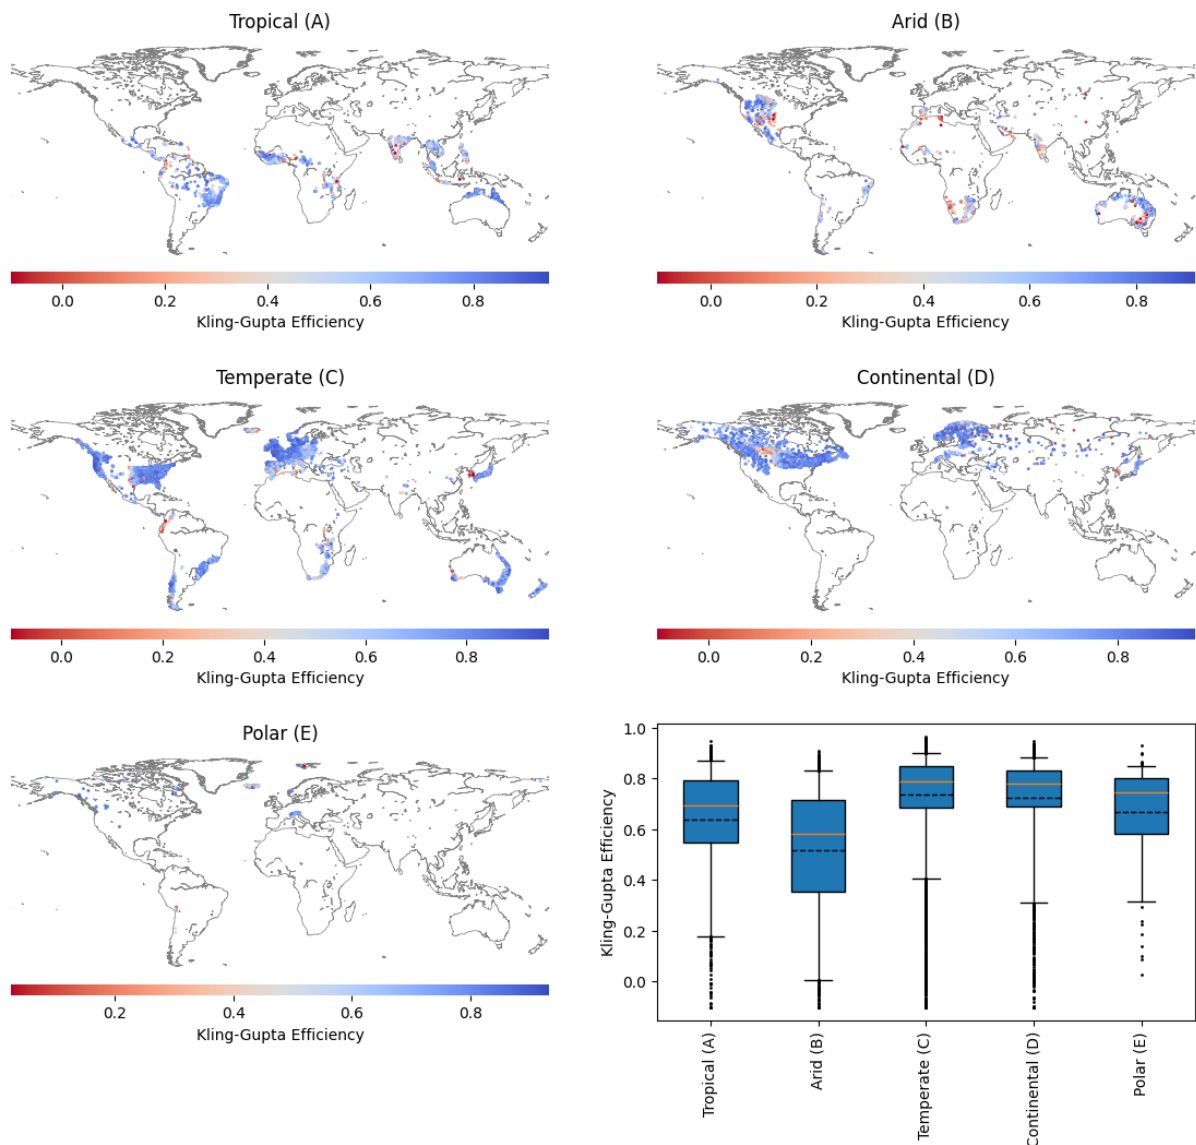 Tropical (A)
Arid (B)
0.0 0.2 0.4 0.6 0.8
Kling-Gupta Efficiency
0.0 0.2 0.4 0.6 0.8
Kling-Gupta Efficiency
Temperate (C)
Continental (D)
0.0 0.2 0.4 0.6 0.8
Kling-Gupta Efficiency
0.0 0.2 0.4 0.6 0.8
Kling-Gupta Efficiency
Polar (E)
0.2 0.4 0.6 0.8
Kling-Gupta Efficiency
1.0
0.8
0.6
0.4
0.2
0.0
Kling-Gupta Efficiency
Tropical (A)
Arid (B)
Temperate (C)
Continental (D)
Polar (E)